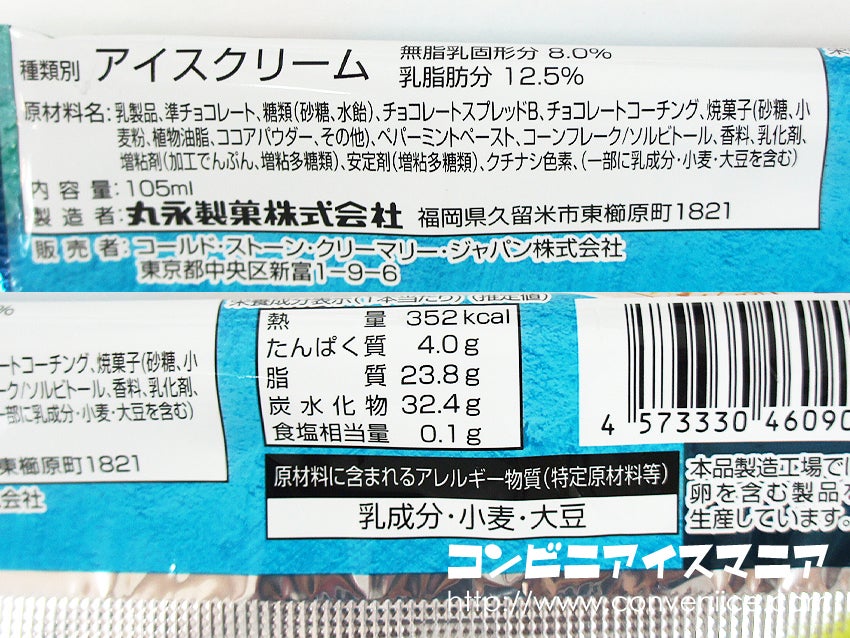 種類別 アイスクリーム
無脂乳固形分 8.0%
乳脂肪分 12.5%
原材料名:乳製品、準チョコレート、糖類(砂糖、水飴)、チョコレートスプレッドB、チョコレートコーチング、焼菓子(砂糖、小
麦粉、植物油脂、ココアパウダー、その他)、ペパーミントペースト、コーンフレーク/ソルビトール、香料、乳化剤、
増粘剤(加工でんぷん、増粘多糖類)、安定剤(増粘多糖類)、クチナシ色素、(一部に乳成分・小麦・大豆を含む)
内容量:105ml
製造者:丸永製菓株式会社 福岡県久留米市東櫛原町1821
販売者:コールド・ストーン・クリーマリー・ジャパン株式会社
東京都中央区新富1-9-6
%
ートコーチング、焼菓子(砂糖、小
ーク/ソルビトール、香料、乳化剤、
一部に乳成分・小麦・大豆を含む)
東櫛原町1821
会社
栄養成分表示(1本当たり)(推定値)
熱量 352kcal
たんぱく質 4.0g
脂質 23.8g
炭水化物 32.4g
食塩相当量 0.1g
原材料に含まれるアレルギー物質(特定原材料等)
乳成分・小麦・大豆
4 573330 46090
本品製造工場では
卵を含む製品を
生産しています。
コンビニアイスマニア
http://www.conveniice.com